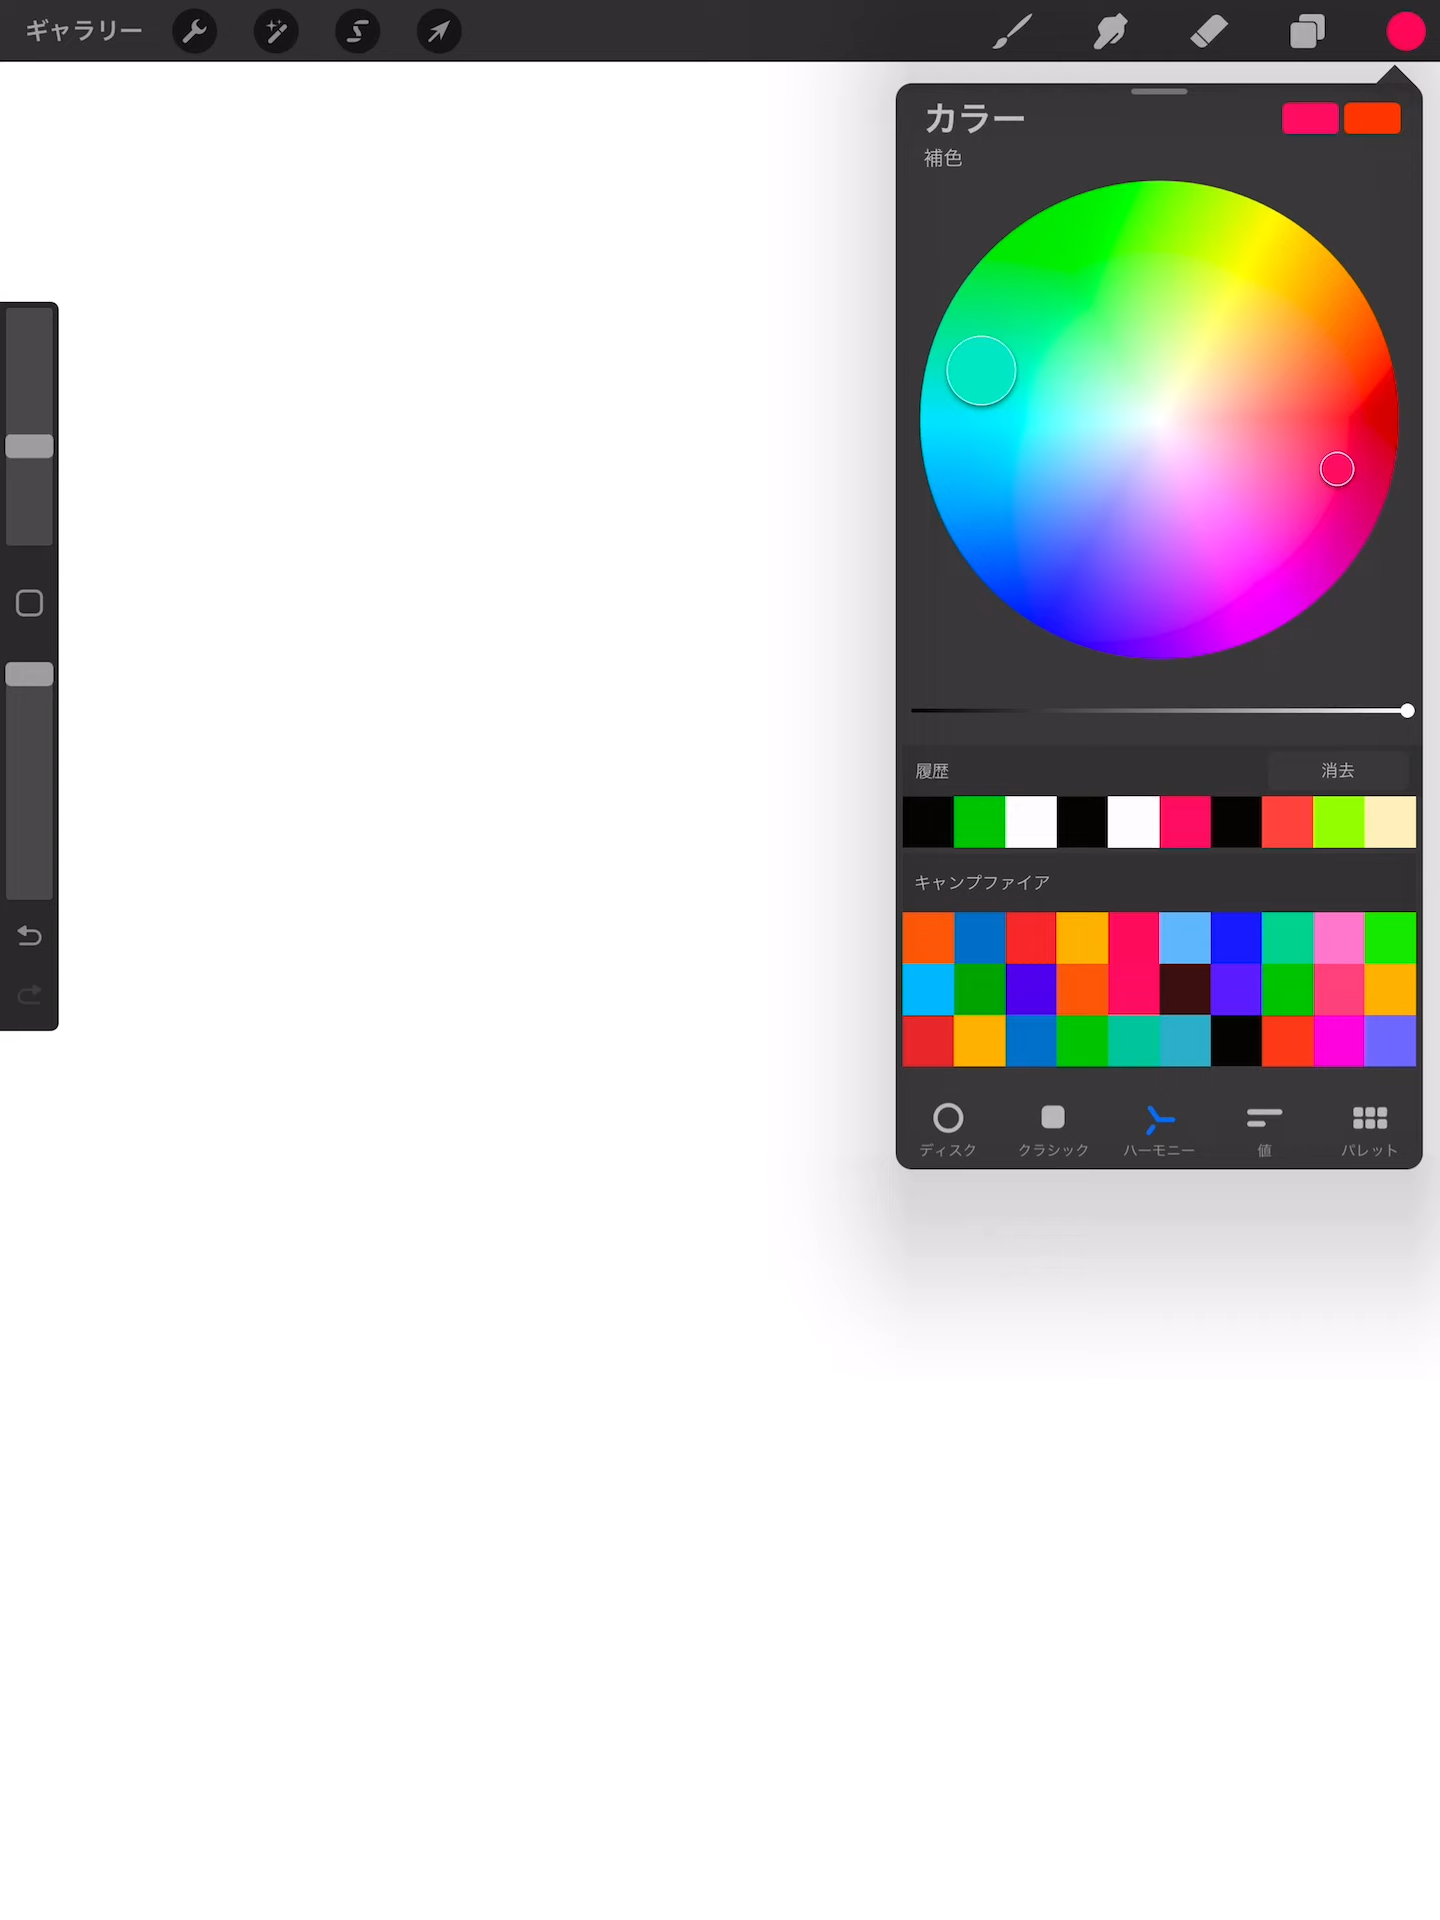 ギャラリー
カラー
補色
履歴
消去
キャンプファイア
ディスク
クラシック
ハーモニー
値
パレット